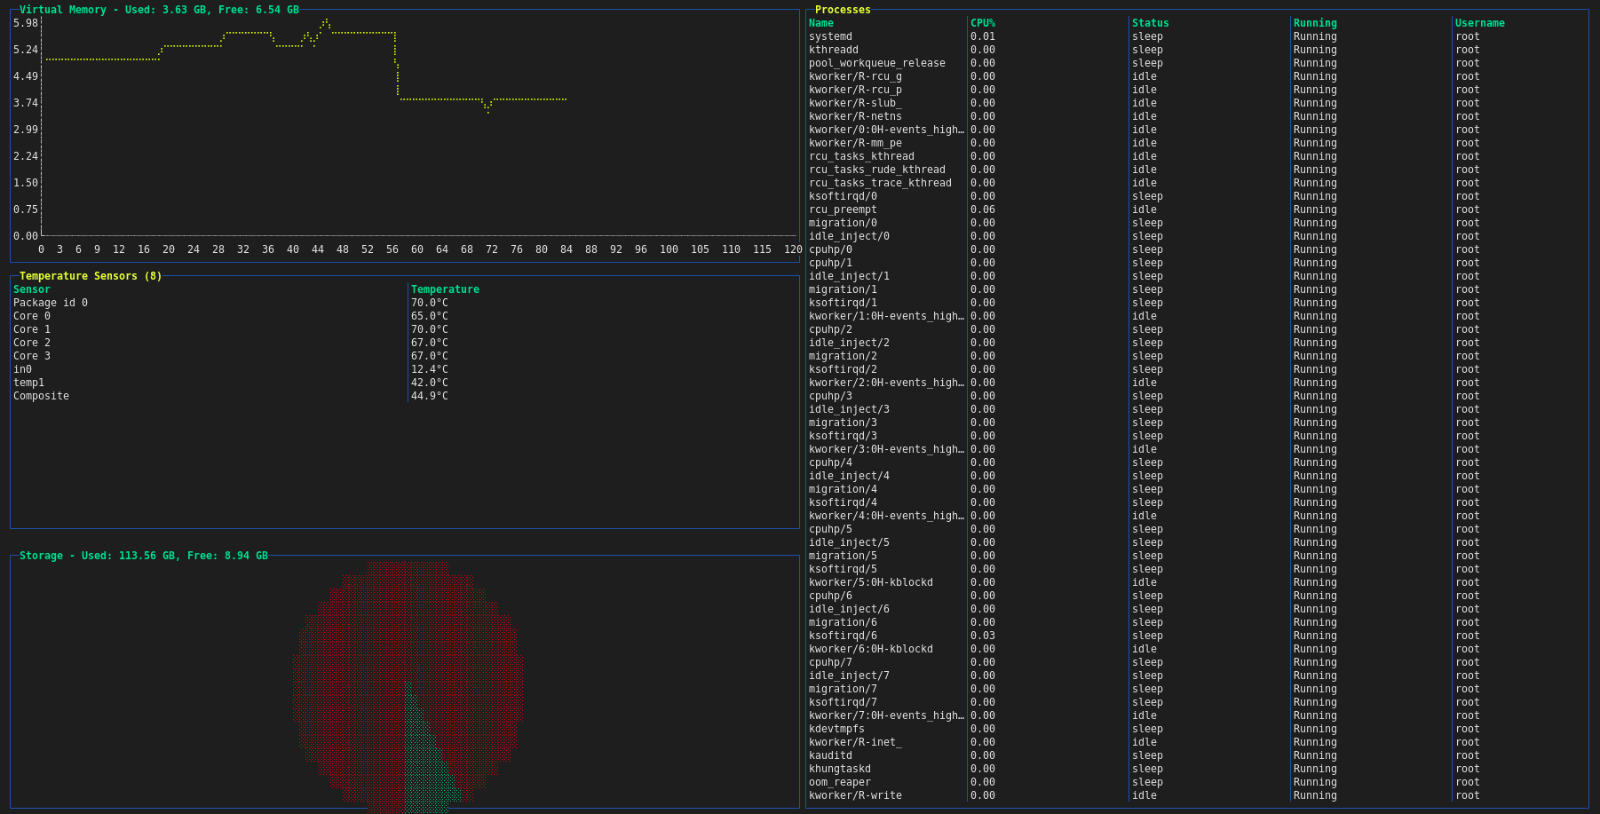 Virtual Memory - Used: 3.63 GB, Free: 6.54 GB
5.98
5.24
4.49
3.74
2.99
2.24
1.50
0.75
0.00
0 3 6 9 12 16 20 24 28 32 36 40 44 48 52 56 60 64 68 72 76 80 84 88 92 96 100 105 110 115 120
Temperature Sensors (8)
Sensor Temperature
Package id 0 70.0°C
Core 0 65.0°C
Core 1 70.0°C
Core 2 67.0°C
Core 3 67.0°C
in0 12.4°C
temp1 42.0°C
Composite 44.9°C
Storage - Used: 113.56 GB, Free: 8.94 GB
Processes
Name CPU% Status Running Username
systemd 0.01 sleep Running root
kthreadd 0.00 sleep Running root
pool_workqueue_release 0.00 sleep Running root
kworker/R-rcu_g 0.00 idle Running root
kworker/R-rcu_p 0.00 idle Running root
kworker/R-slub_ 0.00 idle Running root
kworker/R-netns 0.00 idle Running root
kworker/0:0H-events_high… 0.00 idle Running root
kworker/R-mm_pe 0.00 idle Running root
rcu_tasks_kthread 0.00 idle Running root
rcu_tasks_rude_kthread 0.00 idle Running root
rcu_tasks_trace_kthread 0.00 idle Running root
ksoftirqd/0 0.00 sleep Running root
rcu_preempt 0.06 idle Running root
migration/0 0.00 sleep Running root
idle_inject/0 0.00 sleep Running root
cpuhp/0 0.00 sleep Running root
cpuhp/1 0.00 sleep Running root
idle_inject/1 0.00 sleep Running root
migration/1 0.00 sleep Running root
ksoftirqd/1 0.00 sleep Running root
kworker/1:0H-events_high… 0.00 idle Running root
cpuhp/2 0.00 sleep Running root
idle_inject/2 0.00 sleep Running root
migration/2 0.00 sleep Running root
ksoftirqd/2 0.00 sleep Running root
kworker/2:0H-events_high… 0.00 idle Running root
cpuhp/3 0.00 sleep Running root
idle_inject/3 0.00 sleep Running root
migration/3 0.00 sleep Running root
ksoftirqd/3 0.00 sleep Running root
kworker/3:0H-events_high… 0.00 idle Running root
cpuhp/4 0.00 sleep Running root
idle_inject/4 0.00 sleep Running root
migration/4 0.00 sleep Running root
ksoftirqd/4 0.00 sleep Running root
kworker/4:0H-events_high… 0.00 idle Running root
cpuhp/5 0.00 sleep Running root
idle_inject/5 0.00 sleep Running root
migration/5 0.00 sleep Running root
ksoftirqd/5 0.00 sleep Running root
kworker/5:0H-kblockd 0.00 idle Running root
cpuhp/6 0.00 sleep Running root
idle_inject/6 0.00 sleep Running root
migration/6 0.00 sleep Running root
ksoftirqd/6 0.03 sleep Running root
kworker/6:0H-kblockd 0.00 idle Running root
cpuhp/7 0.00 sleep Running root
idle_inject/7 0.00 sleep Running root
migration/7 0.00 sleep Running root
ksoftirqd/7 0.00 sleep Running root
kworker/7:0H-events_high… 0.00 idle Running root
kdevtmpfs 0.00 sleep Running root
kworker/R-inet_ 0.00 idle Running root
kauditd 0.00 sleep Running root
khungtaskd 0.00 sleep Running root
oom_reaper 0.00 sleep Running root
kworker/R-write 0.00 idle Running root